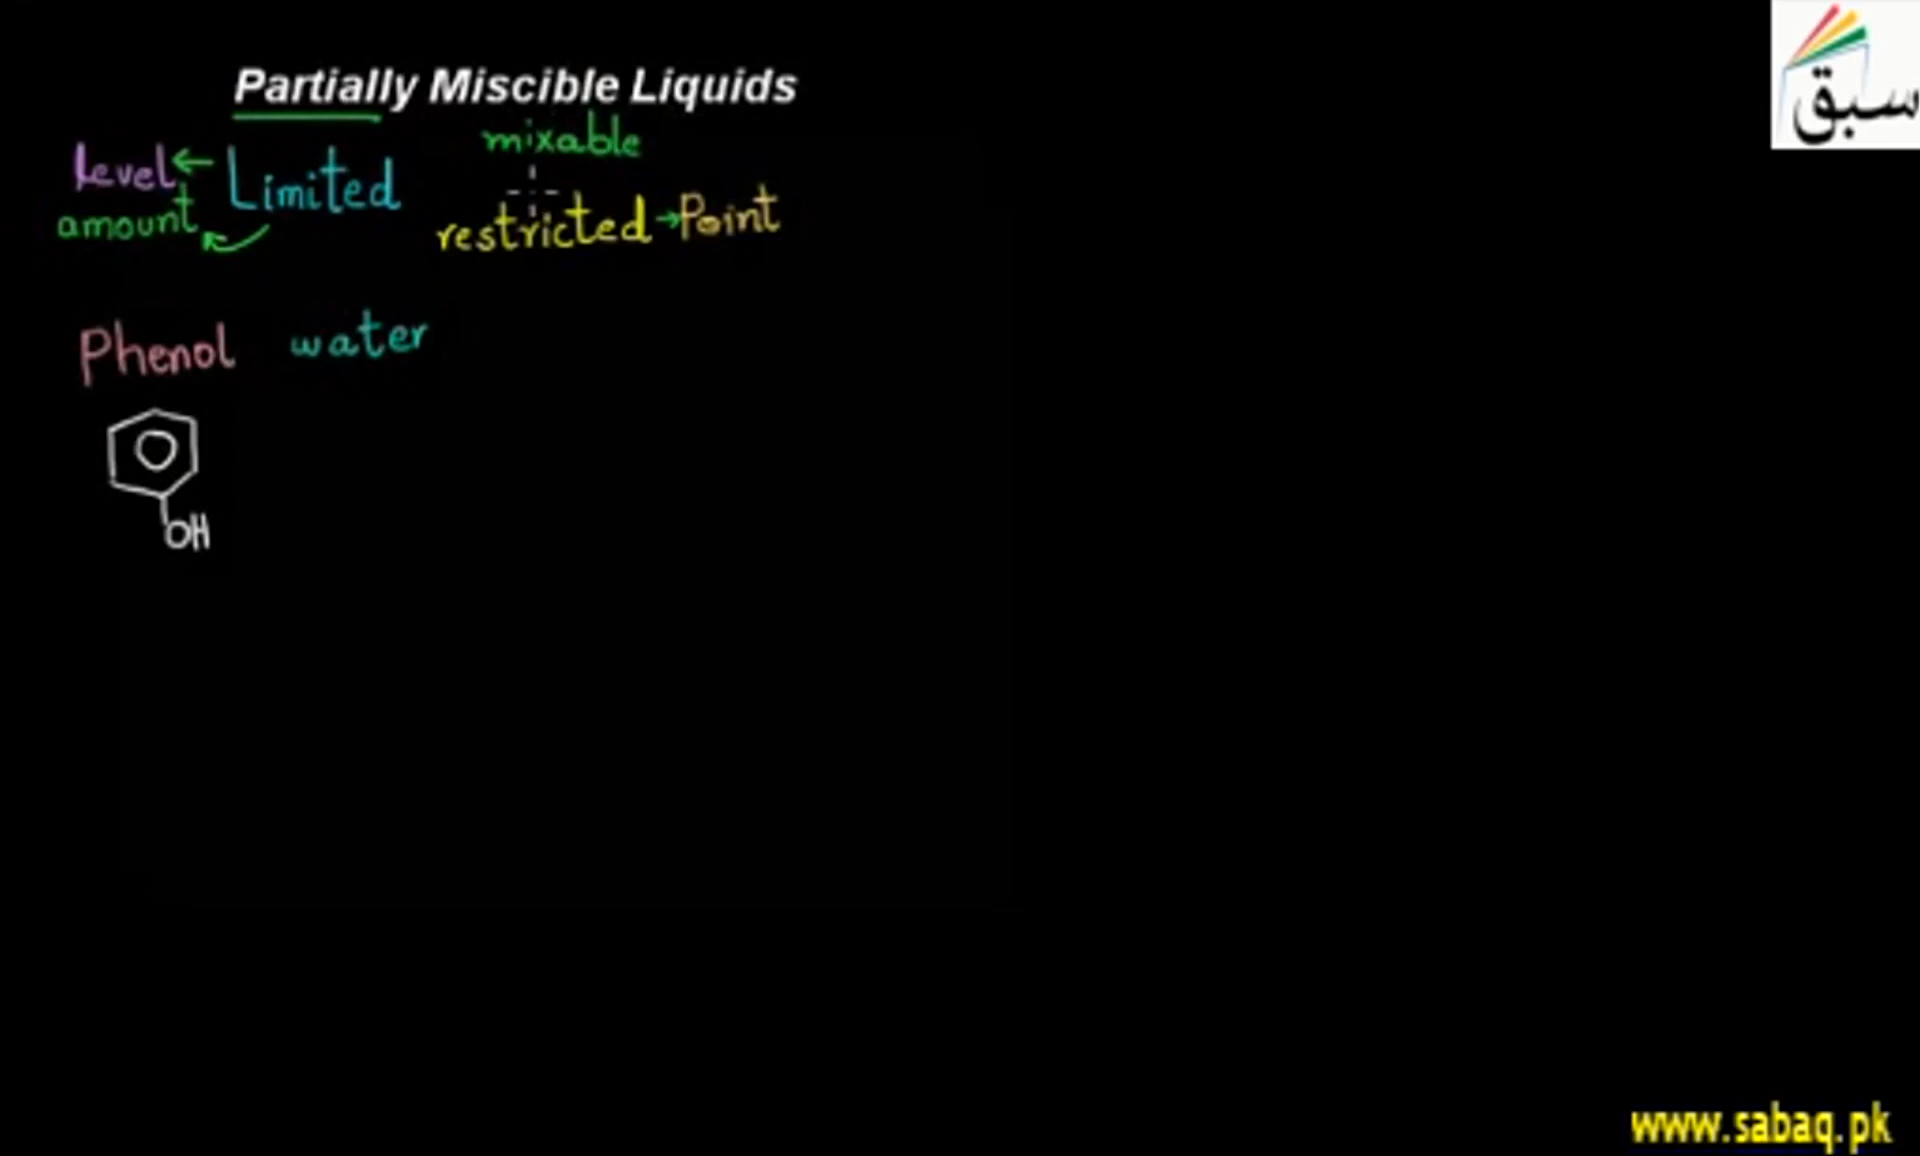 Partially Miscible Liquids
mixable
level ← Limited
amount
restricted → Point
Phenol water
OH
سبق
www.sabaq.pk